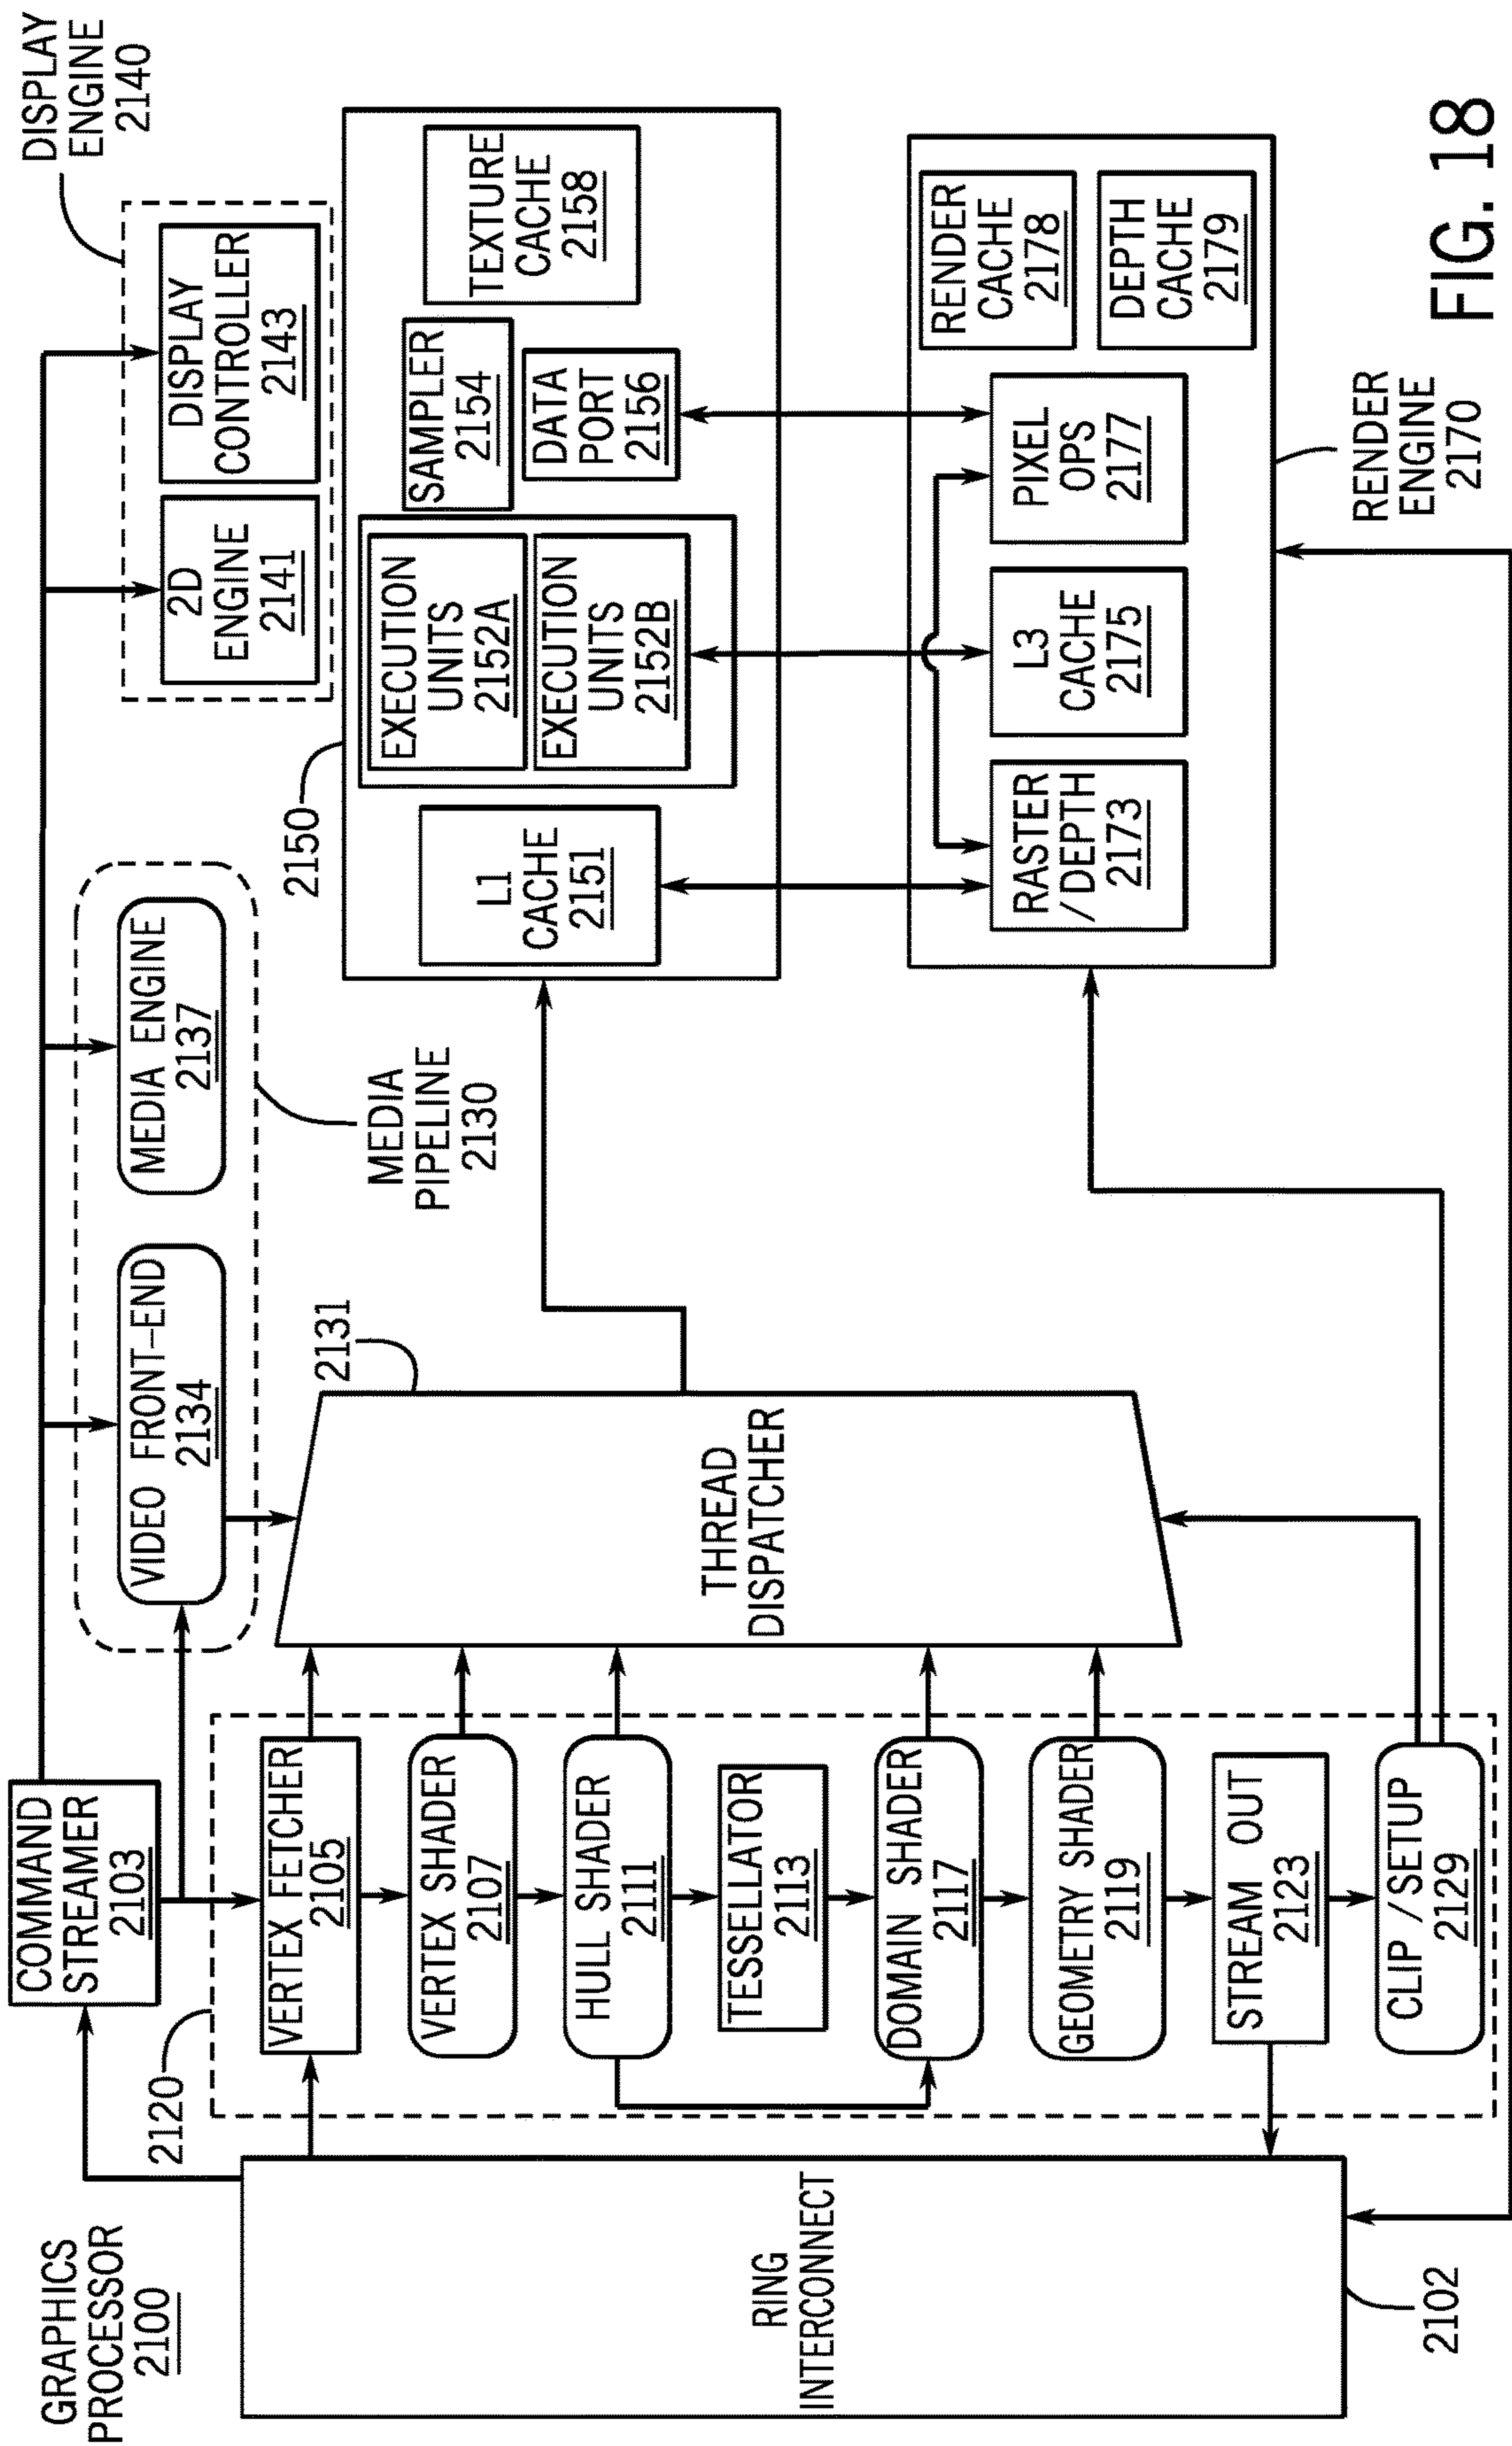 GRAPHICS
PROCESSOR
2100
COMMAND
STREAMER
2103
DISPLAY
ENGINE
2140
2120
VIDEO FRONT-END
2134
MEDIA ENGINE
2137
2D
ENGINE
2141
DISPLAY
CONTROLLER
2143
MEDIA
PIPELINE
2130
RING
INTERCONNECT
2102
VERTEX FETCHER
2105
VERTEX SHADER
2107
HULL SHADER
2111
TESSELLATOR
2113
DOMAIN SHADER
2117
GEOMETRY SHADER
2119
STREAM OUT
2123
CLIP/SETUP
2129
THREAD
DISPATCHER
2131
2150
L1
CACHE
2151
EXECUTION
UNITS
2152A
EXECUTION
UNITS
2152B
SAMPLER
2154
DATA
PORT
2156
TEXTURE
CACHE
2158
RASTER
/DEPTH
2173
L3
CACHE
2175
PIXEL
OPS
2177
RENDER
CACHE
2178
DEPTH
CACHE
2179
RENDER
ENGINE
2170
FIG. 18